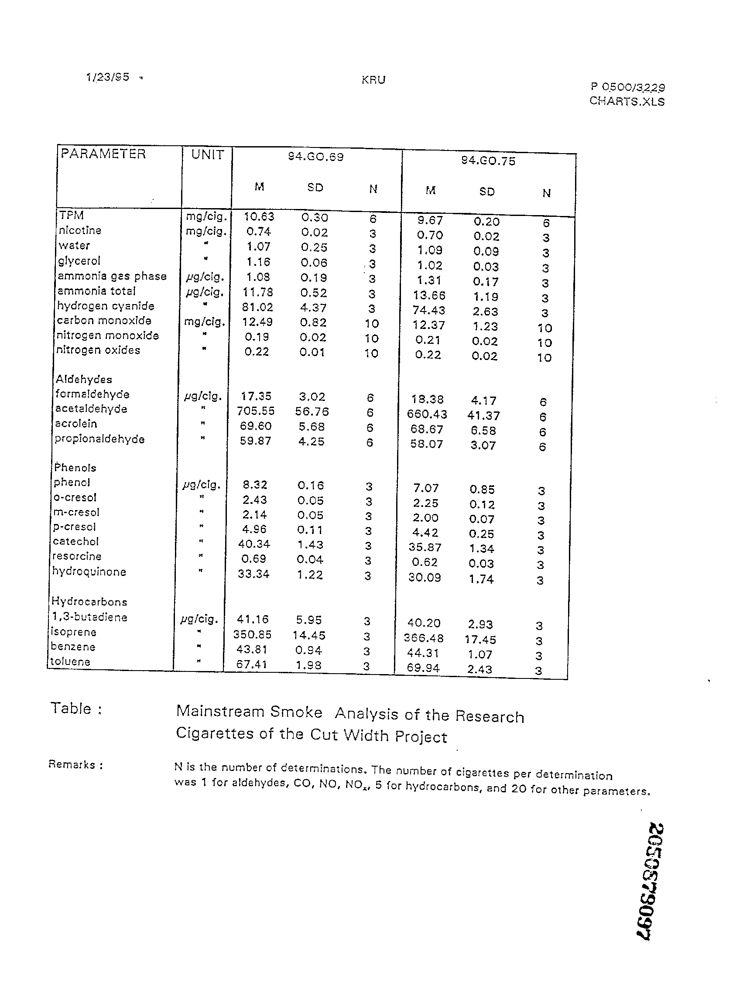 1/23/95
KRU
P 0500/3229
CHARTS.XLS
PARAMETER UNIT 94.GO.69 94.GO.75
M SD N M SD N
TPM mg/cig. 10.63 0.30 6 9.67 0.20 6
nicotine mg/cig. 0.74 0.02 3 0.70 0.02 3
water " 1.07 0.25 3 1.09 0.09 3
glycerol " 1.16 0.06 3 1.02 0.03 3
ammonia gas phase µg/cig. 1.08 0.19 3 1.31 0.17 3
ammonia total µg/cig. 11.78 0.52 3 13.66 1.19 3
hydrogen cyanide " 81.02 4.37 3 74.43 2.63 3
carbon monoxide mg/cig. 12.49 0.82 10 12.37 1.23 10
nitrogen monoxide " 0.19 0.02 10 0.21 0.02 10
nitrogen oxides " 0.22 0.01 10 0.22 0.02 10
Aldehydes
formaldehyde µg/cig. 17.35 3.02 6 18.38 4.17 6
acetaldehyde " 705.55 56.76 6 660.43 41.37 6
acrolein " 69.60 5.68 6 68.67 6.58 6
propionaldehyde " 59.87 4.25 6 58.07 3.07 6
Phenols
phenol µg/cig. 8.32 0.16 3 7.07 0.85 3
o-cresol " 2.43 0.05 3 2.25 0.12 3
m-cresol " 2.14 0.05 3 2.00 0.07 3
p-cresol " 4.96 0.11 3 4.42 0.25 3
catechol " 40.34 1.43 3 35.87 1.34 3
resorcine " 0.69 0.04 3 0.62 0.03 3
hydroquinone " 33.34 1.22 3 30.09 1.74 3
Hydrocarbons
1,3-butadiene µg/cig. 41.16 5.95 3 40.20 2.93 3
isoprene " 350.85 14.45 3 366.48 17.45 3
benzene " 43.81 0.94 3 44.31 1.07 3
toluene " 67.41 1.98 3 69.94 2.43 3
Table : Mainstream Smoke Analysis of the Research
Cigarettes of the Cut Width Project
Remarks : N is the number of determinations. The number of cigarettes per determination
was 1 for aldehydes, CO, NO, NOₓ, 5 for hydrocarbons, and 20 for other parameters.
2050879097